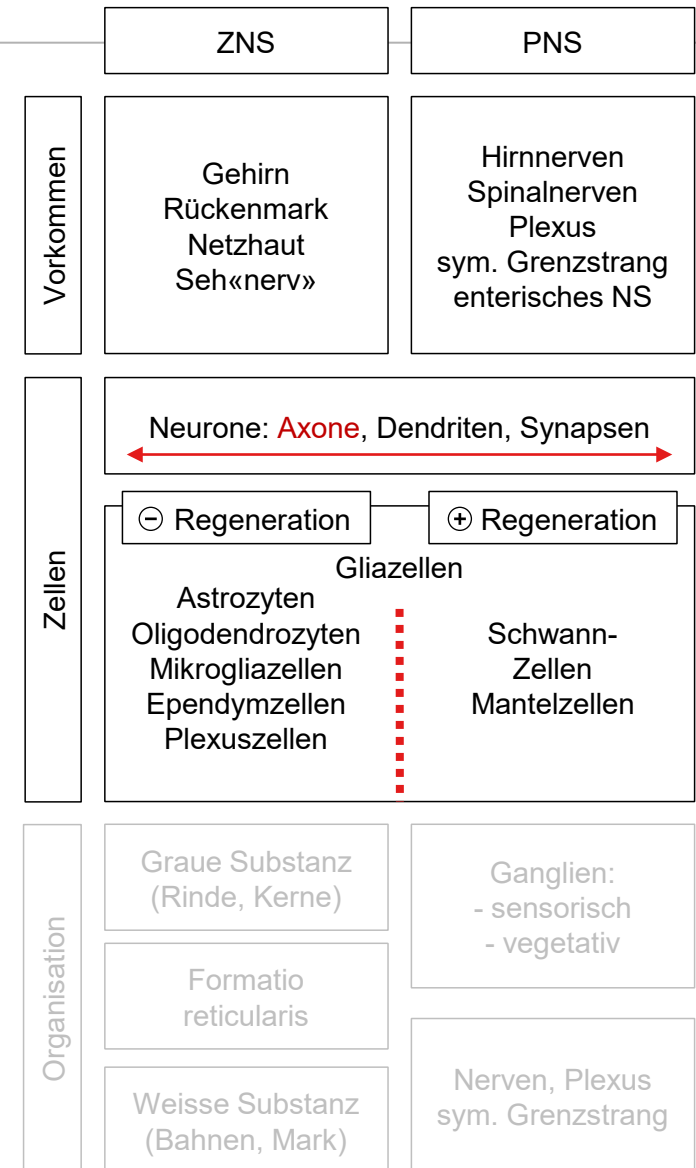 ZNS
PNS
Vorkommen
Gehirn
Rückenmark
Netzhaut
Seh«nerv»
Hirnnerven
Spinalnerven
Plexus
sym. Grenzstrang
enterisches NS
Zellen
Neurone: Axone, Dendriten, Synapsen
⊖ Regeneration
⊕ Regeneration
Gliazellen
Astrozyten
Oligodendrozyten
Mikrogliazellen
Ependymzellen
Plexuszellen
Schwann-
Zellen
Mantelzellen
Organisation
Graue Substanz
(Rinde, Kerne)
Formatio
reticularis
Weisse Substanz
(Bahnen, Mark)
Ganglien:
- sensorisch
- vegetativ
Nerven, Plexus
sym. Grenzstrang